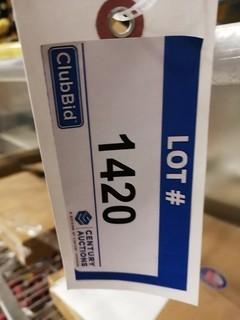 LOT #
1420
ClubBid
CENTURY
AUCTIONS